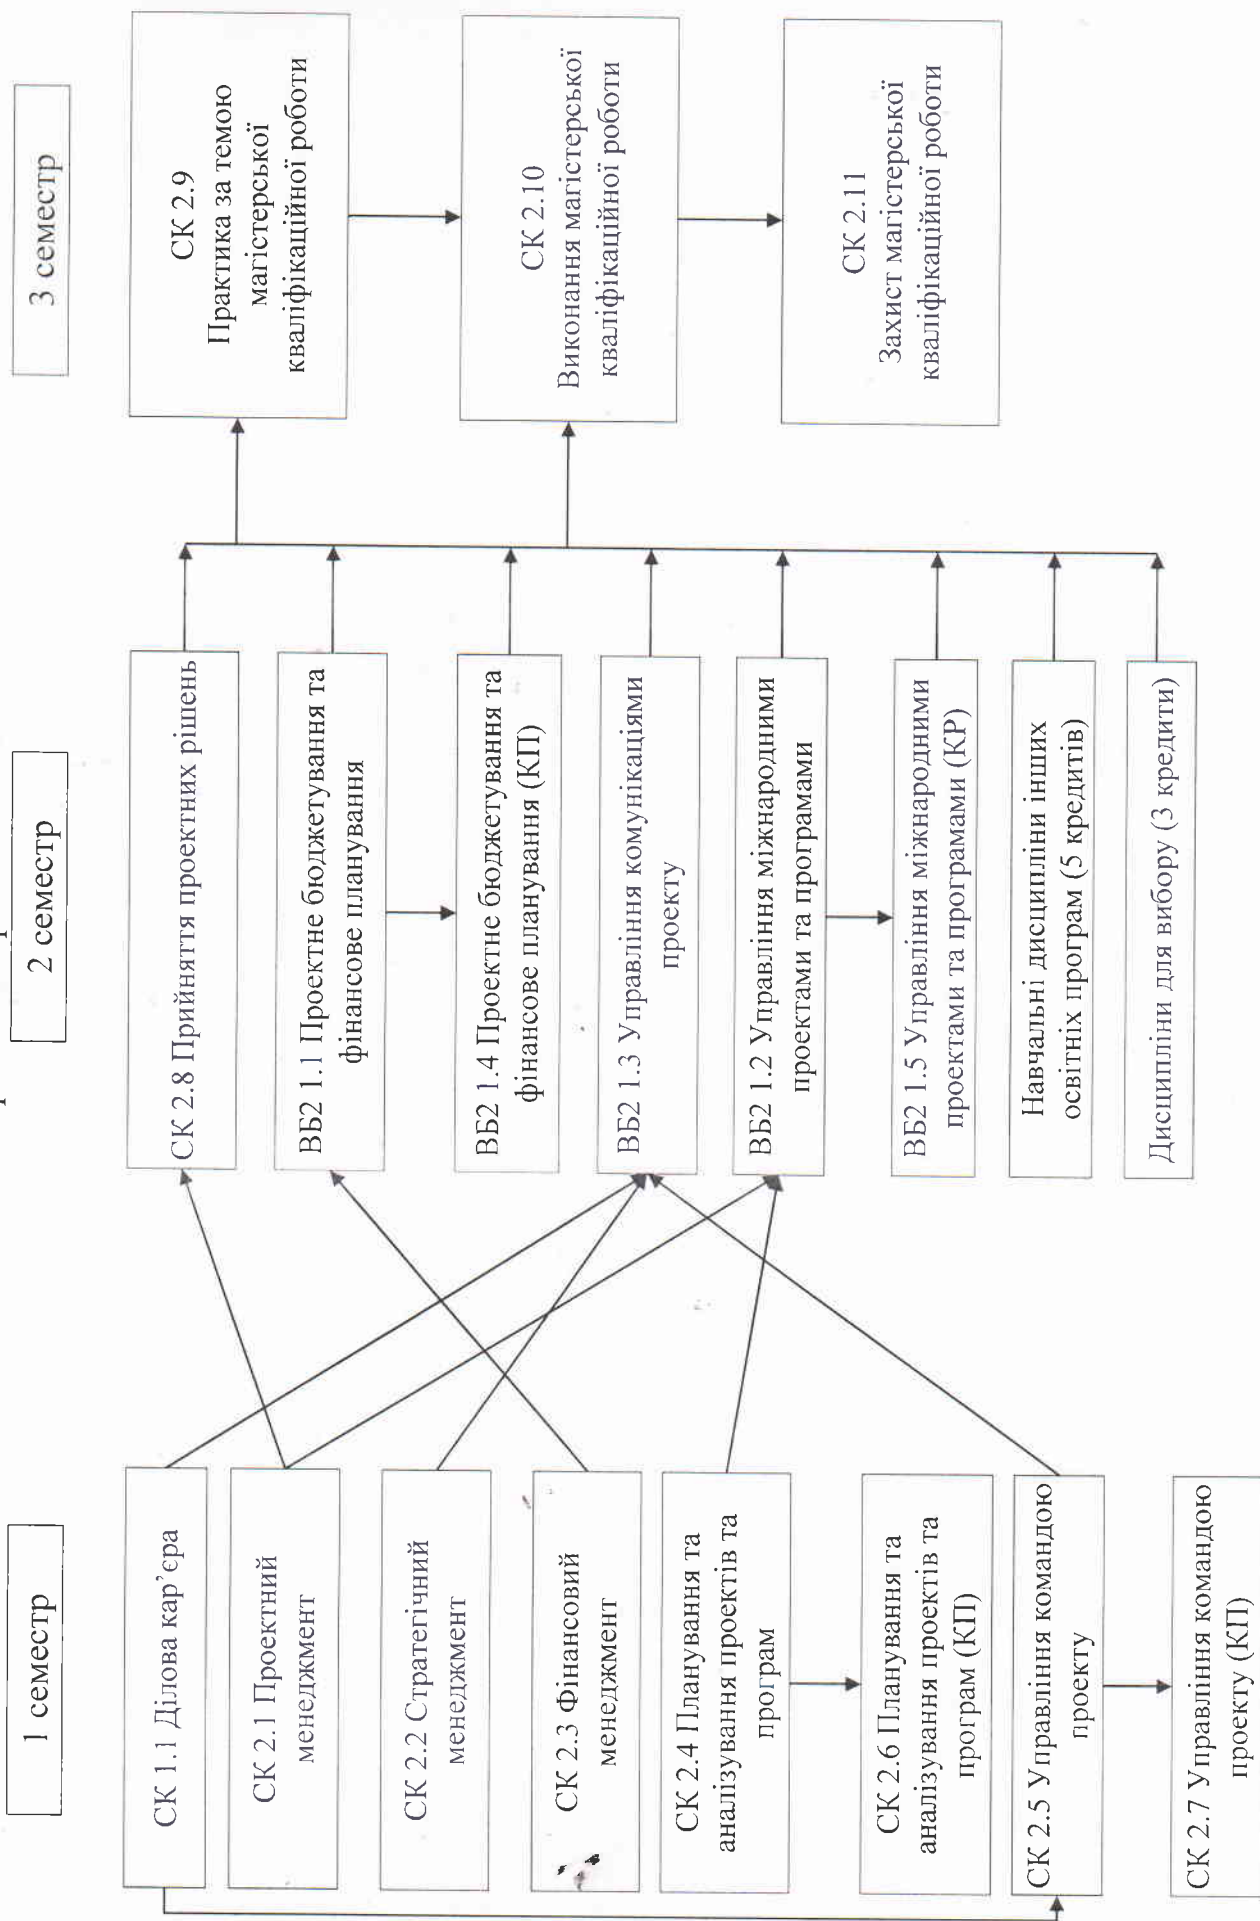 1 семестр
СК 1.1 Ділова кар’єра
СК 2.1 Проектний
менеджмент
СК 2.2 Стратегічний
менеджмент
СК 2.3 Фінансовий
менеджмент
СК 2.4 Планування та
аналізування проектів та
програм
СК 2.6 Планування та
аналізування проектів та
програм (КП)
СК 2.5 Управління командою
проекту
СК 2.7 Управління командою
проекту (КП)
2 семестр
СК 2.8 Прийняття проектних рішень
ВБ2 1.1 Проектне бюджетування та
фінансове планування
ВБ2 1.4 Проектне бюджетування та
фінансове планування (КП)
ВБ2 1.3 Управління комунікаціями
проекту
ВБ2 1.2 Управління міжнародними
проектами та програмами
ВБ2 1.5 Управління міжнародними
проектами та програмами (КР)
Навчальні дисципліни інших
освітніх програм (5 кредитів)
Дисципліни для вибору (3 кредити)
3 семестр
СК 2.9
Практика за темою
магістерської
кваліфікаційної роботи
СК 2.10
Виконання магістерської
кваліфікаційної роботи
СК 2.11
Захист магістерської
кваліфікаційної роботи